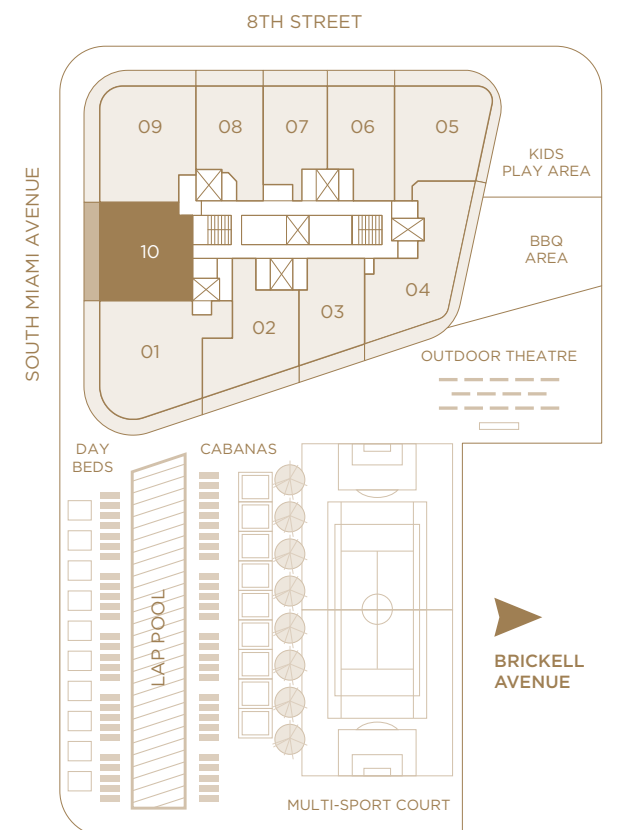 8TH STREET
SOUTH MIAMI AVENUE
09
08
07
06
05
KIDS
PLAY AREA
10
BBQ
AREA
04
03
02
01
OUTDOOR THEATRE
DAY
BEDS
CABANAS
LAP POOL
BRICKELL
AVENUE
MULTI-SPORT COURT